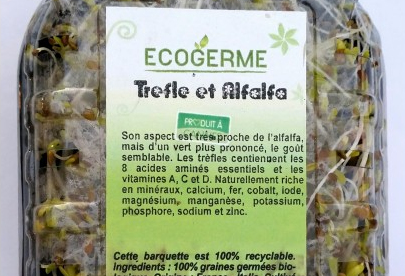 ECOGERME
Trefle et Alfalfa
PRODUIT À
Son aspect est très proche de l'alfalfa,
mais d'un vert plus prononcé, le goût
semblable. Les trèfles contiennent les
8 acides aminés essentiels et les
vitamines A, C et D. Naturellement riche
en minéraux, calcium, fer, cobalt, iode,
magnésium, manganèse, potassium,
phosphore, sodium et zinc.
Cette barquette est 100% recyclable.
Ingredients : 100% graines germées bio-